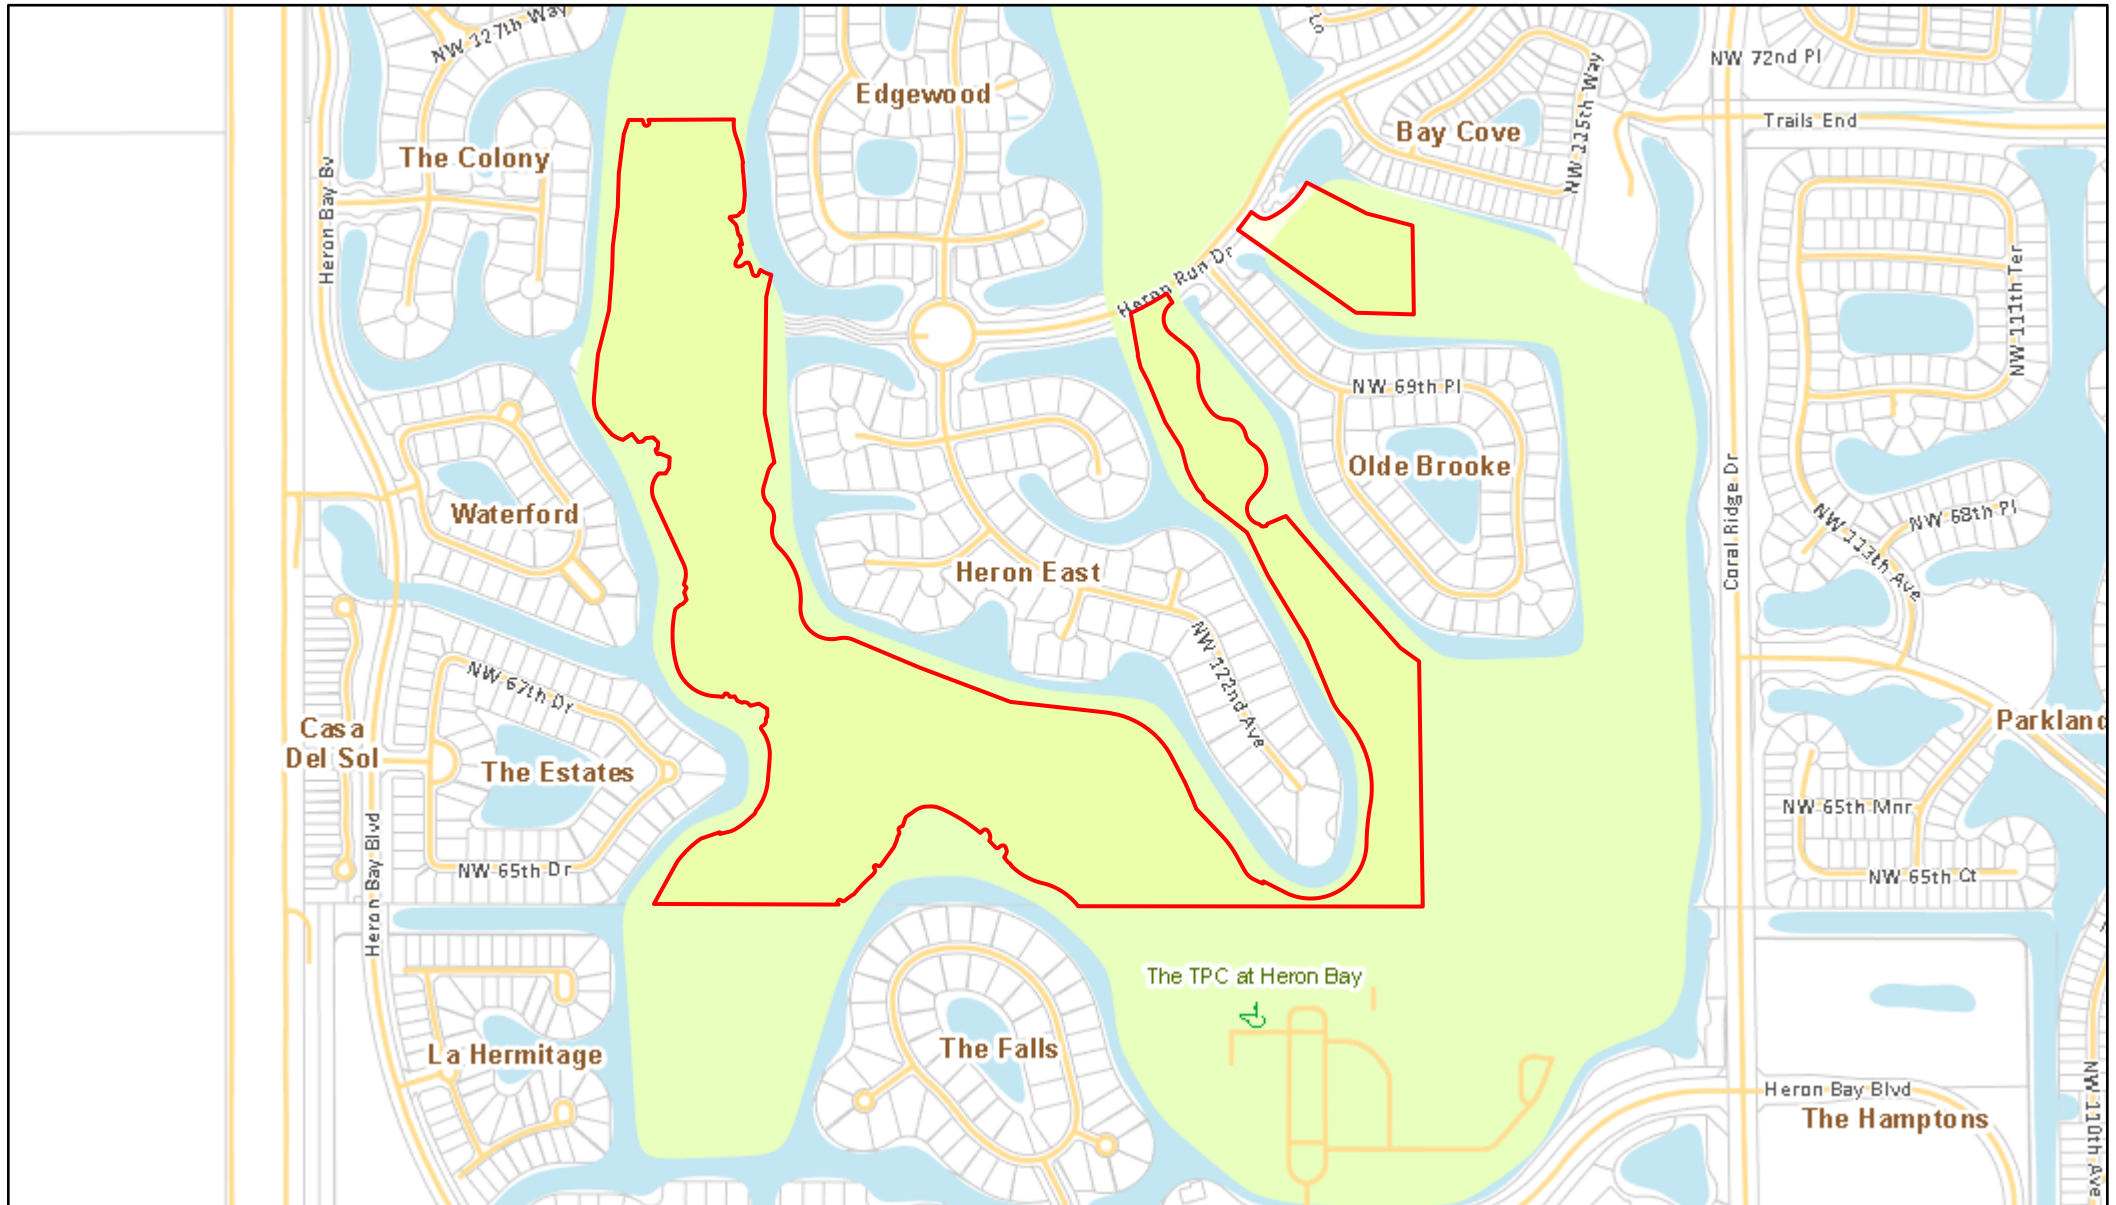 NW 127th Way
Edgewood
NW 72nd Pl
Trails End
Bay Cove
NW 125th Way
The Colony
Heron Bay Bv
Heron Run Dr
NW 111th Ter
NW 69th Pl
Olde Brooke
Coral Ridge Dr
NW 113th Ave
NW 68th Pl
Waterford
Heron East
NW 122nd Ave
NW 67th Dr
Casa
Del Sol
The Estates
Parkland
NW 65th Mnr
NW 65th Dr
NW 65th Ct
Heron Bay Blvd
The TPC at Heron Bay
The Falls
La Hermitage
Heron Bay Blvd
The Hamptons
NW 110th Ave